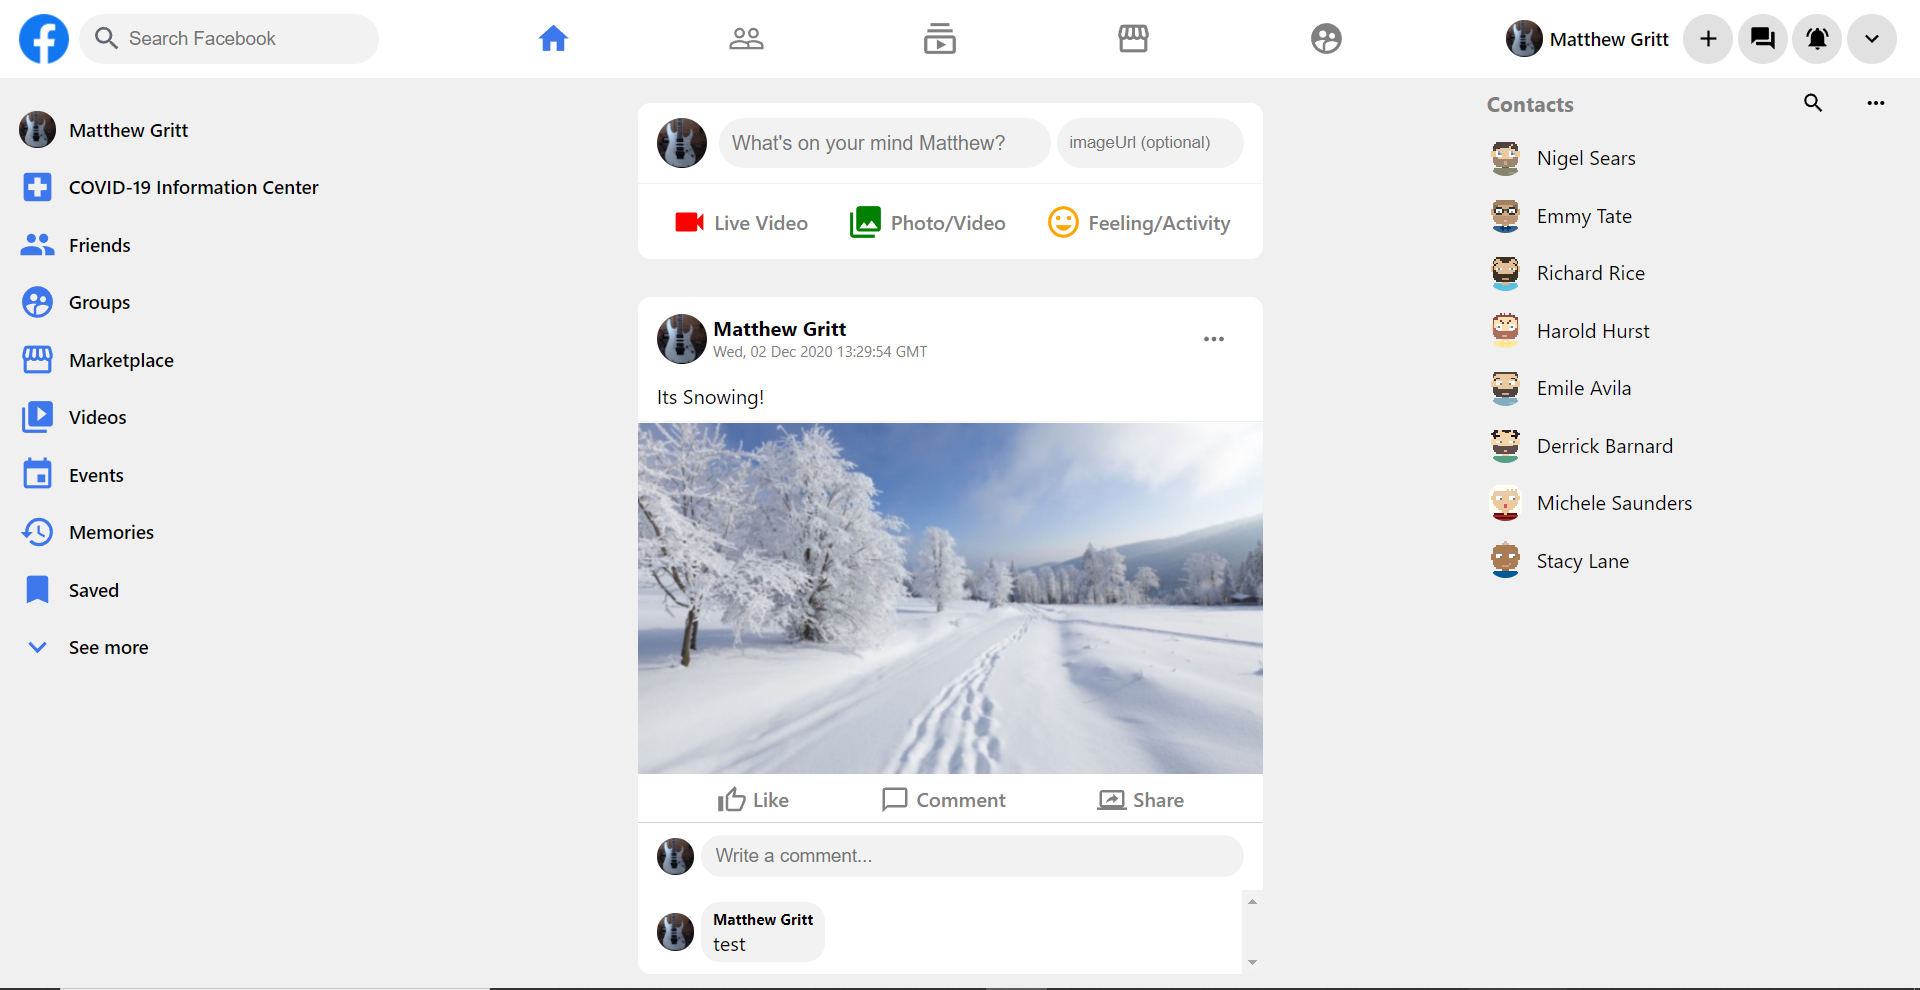 Search Facebook
Matthew Gritt
Matthew Gritt
COVID-19 Information Center
Friends
Groups
Marketplace
Videos
Events
Memories
Saved
See more
What's on your mind Matthew?
imageUrl (optional)
Live Video
Photo/Video
Feeling/Activity
Matthew Gritt
Wed, 02 Dec 2020 13:29:54 GMT
Its Snowing!
Like
Comment
Share
Write a comment...
Matthew Gritt
test
Contacts
Nigel Sears
Emmy Tate
Richard Rice
Harold Hurst
Emile Avila
Derrick Barnard
Michele Saunders
Stacy Lane